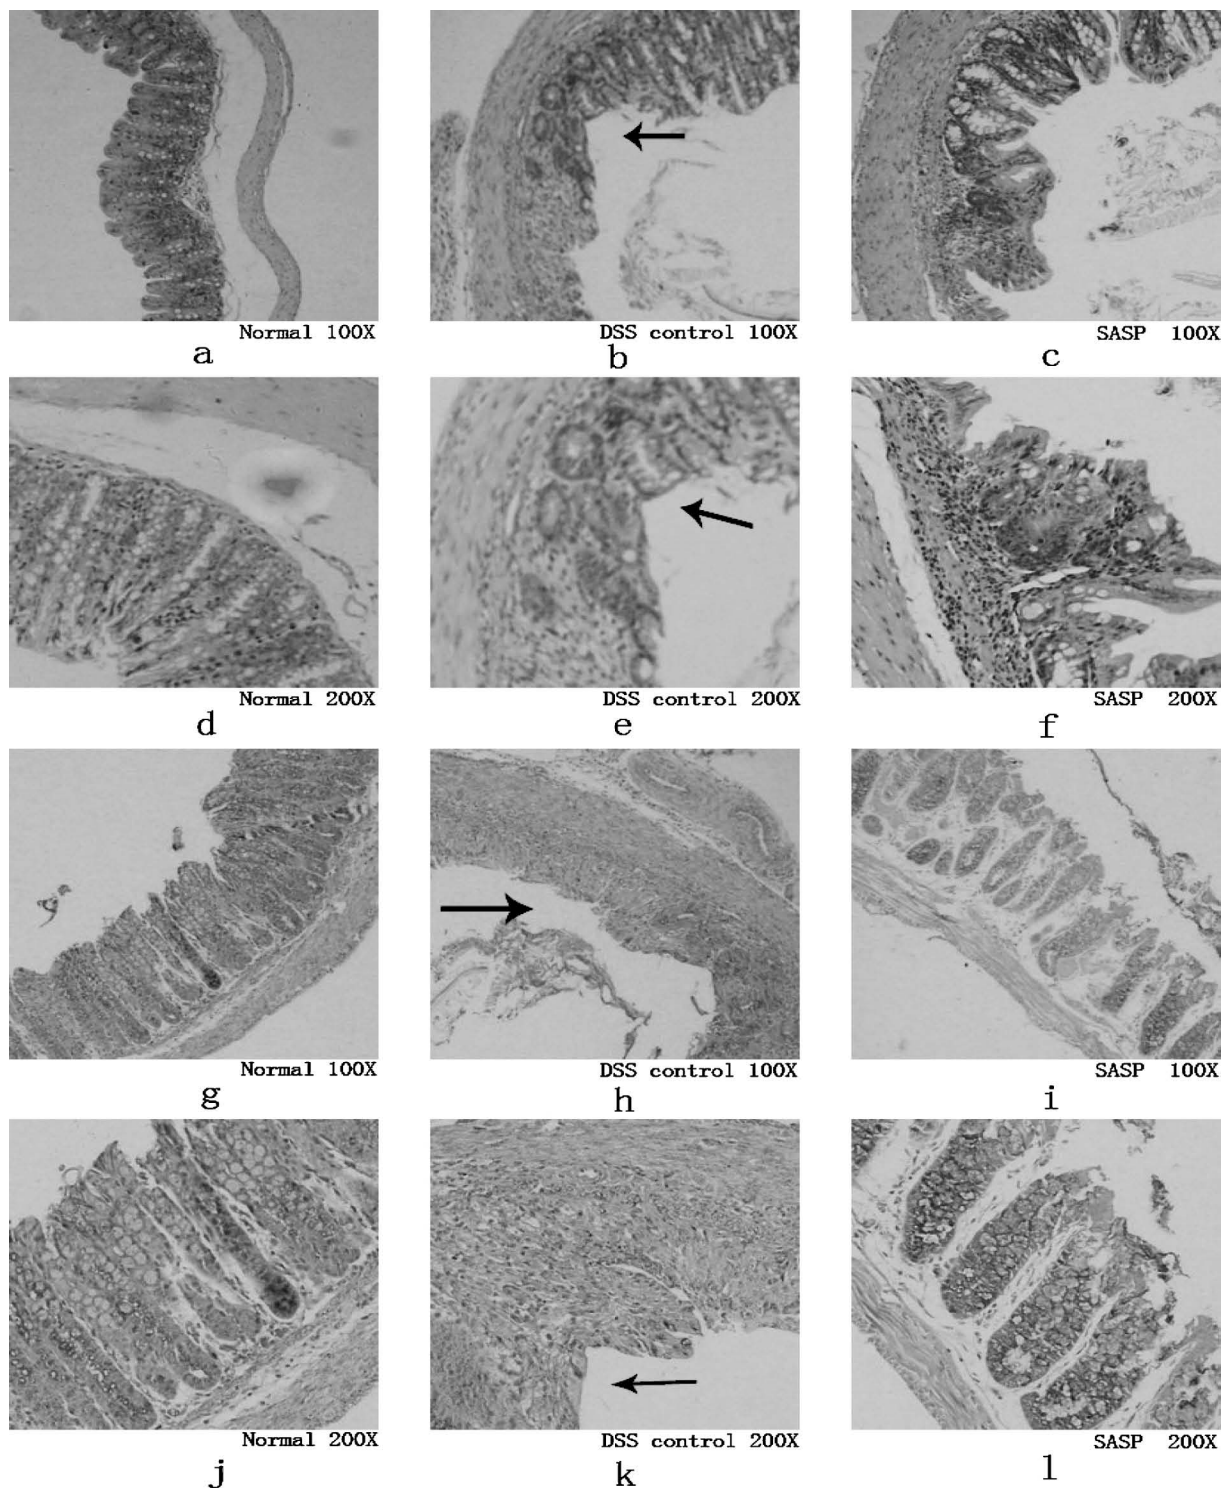 Normal 100X
DSS control 100X
SASP 100X
a
b
c
Normal 200X
DSS control 200X
SASP 200X
d
e
f
Normal 100X
DSS control 100X
SASP 100X
g
h
i
Normal 200X
DSS control 200X
SASP 200X
j
k
l